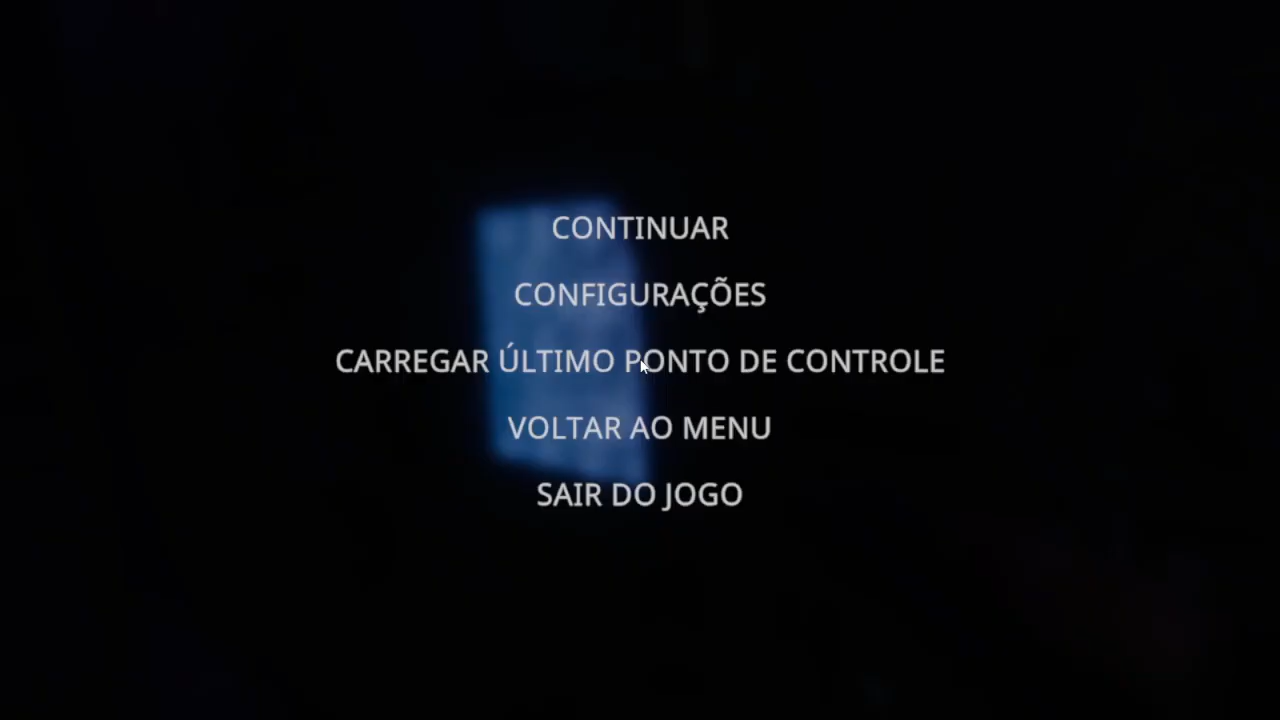 CONTINUAR
CONFIGURAÇÕES
CARREGAR ÚLTIMO PONTO DE CONTROLE
VOLTAR AO MENU
SAIR DO JOGO